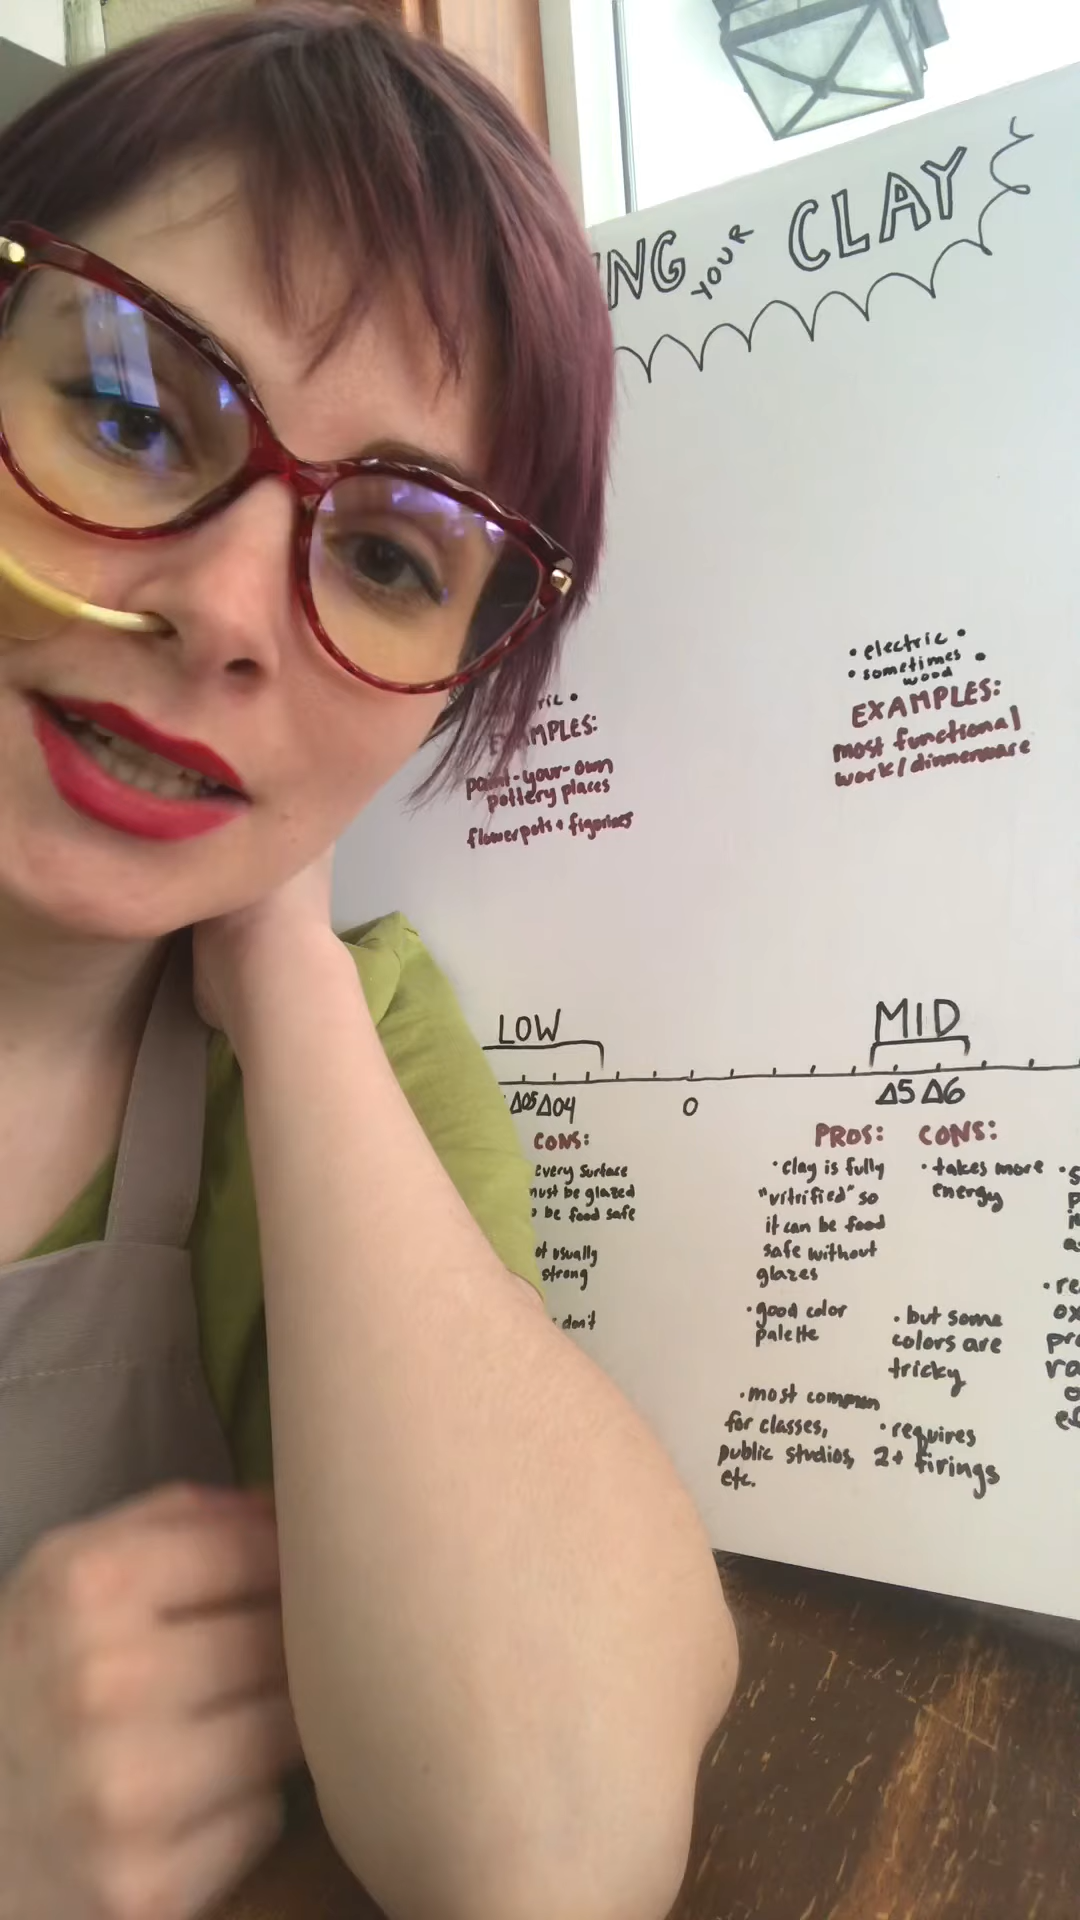 YOUR CLAY
EXAMPLES:
paint-your-own
pottery places
flowerpots + figurines
• electric •
• sometimes •
wood
EXAMPLES:
most functional
work/dinnerware
LOW
MID
Δ05 Δ04
0
Δ5 Δ6
CONS:
every surface
must be glazed
be food safe
usually
strong
don't
PROS:
• clay is fully
"vitrified" so
it can be food
safe without
glazes
• good color
palette
• most common
for classes,
public studios,
etc.
CONS:
• takes more
energy
• but some
colors are
tricky
• requires
2+ firings